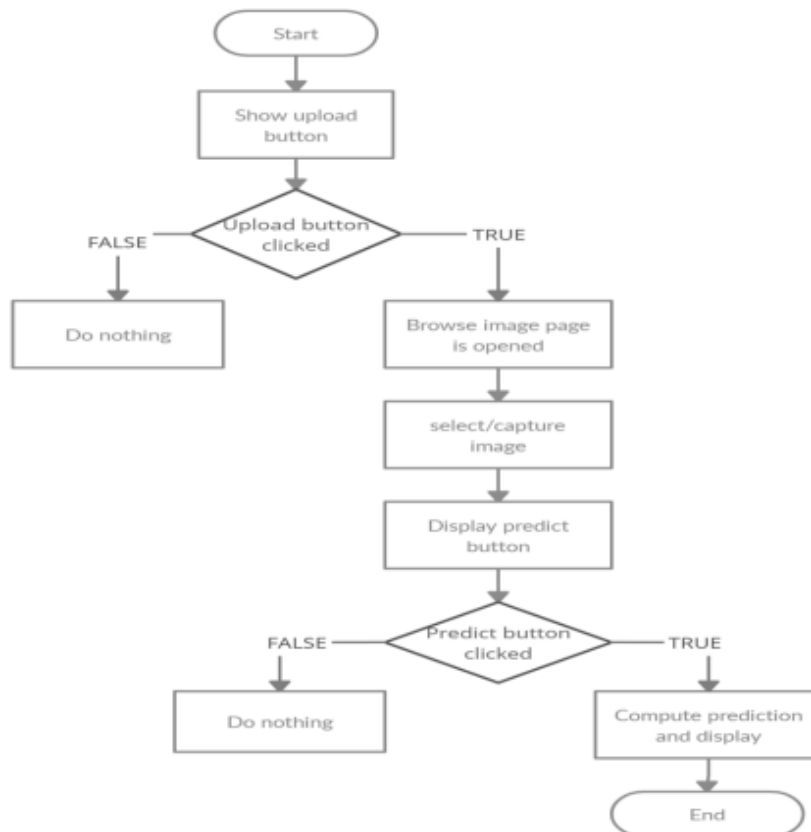 Start
Show upload
button
Upload button
clicked
FALSE
TRUE
Do nothing
Browse image page
is opened
select/capture
image
Display predict
button
Predict button
clicked
FALSE
TRUE
Do nothing
Compute prediction
and display
End